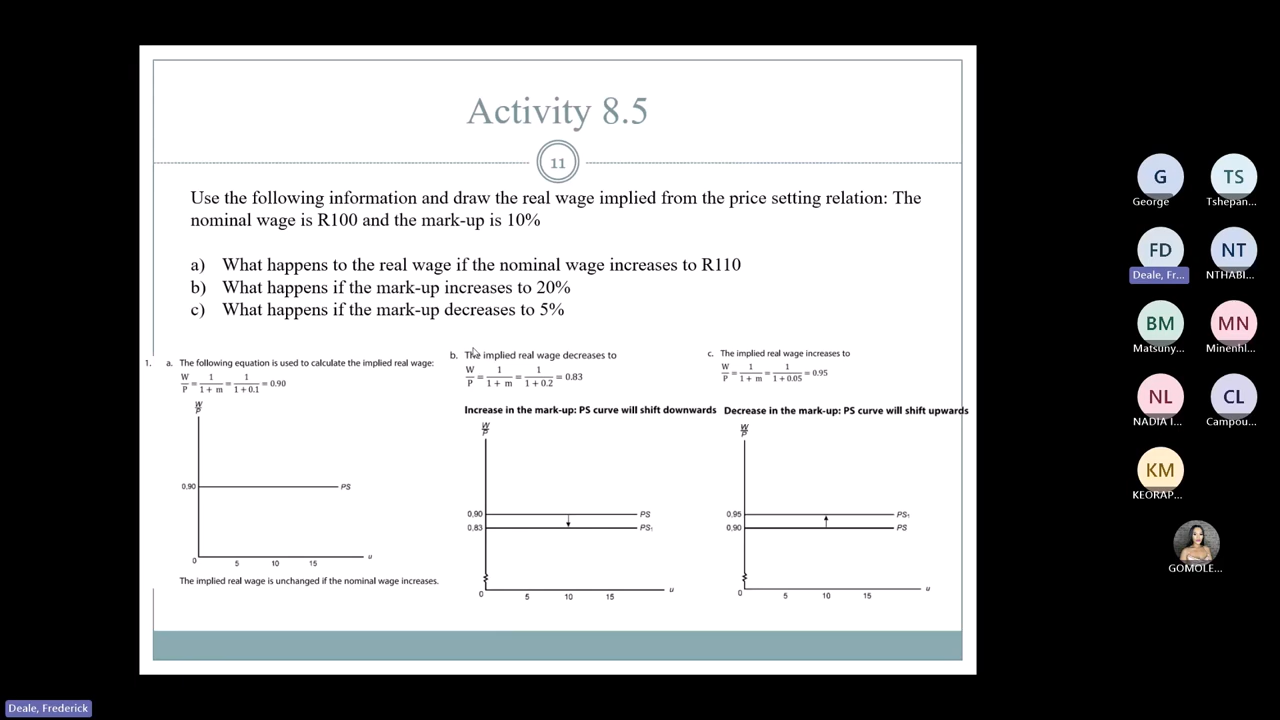 Activity 8.5
11
Use the following information and draw the real wage implied from the price setting relation: The
nominal wage is R100 and the mark-up is 10%
a) What happens to the real wage if the nominal wage increases to R110
b) What happens if the mark-up increases to 20%
c) What happens if the mark-up decreases to 5%
1. a. The following equation is used to calculate the implied real wage:
W/P = 1/(1 + m) = 1/(1 + 0.1) = 0.90
W/P
0,90
PS
0
5 10 15
u
The implied real wage is unchanged if the nominal wage increases.
b. The implied real wage decreases to
W/P = 1/(1 + m) = 1/(1 + 0.2) = 0.83
Increase in the mark-up: PS curve will shift downwards
W/P
0,90
PS
0,83
PS₁
0
5 10 15
u
c. The implied real wage increases to
W/P = 1/(1 + m) = 1/(1 + 0.05) = 0.95
Decrease in the mark-up: PS curve will shift upwards
W/P
0,95
PS₁
0,90
PS
0
5 10 15
u
G
George
TS
Tshepan...
FD
Deale, Fr...
NT
NTHABI...
BM
Matsuny...
MN
Minenhl...
NL
NADIA I...
CL
Campou...
KM
KEORAP...
GOMOLE...
Deale, Frederick